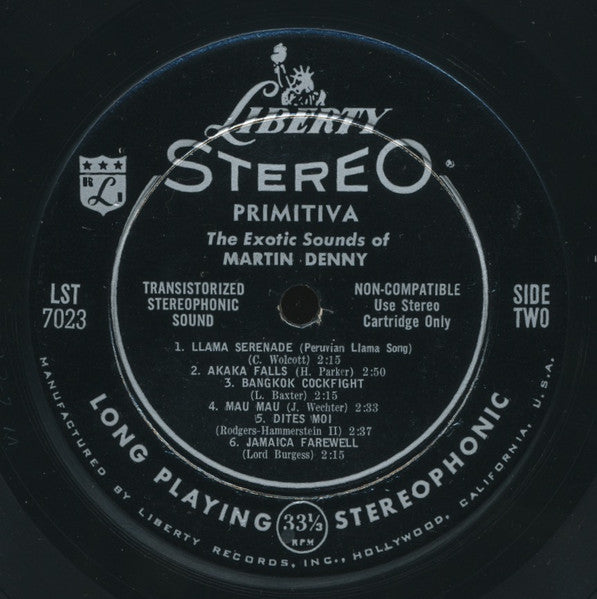 LIBERTY
STEREO
L
PRIMITIVA
The Exotic Sounds of
MARTIN DENNY
TRANSISTORIZED
STEREOPHONIC
SOUND
NON-COMPATIBLE
Use Stereo
Cartridge Only
LST
7023
SIDE
TWO
1. LLAMA SERENADE (Peruvian Llama Song)
(C. Wolcott) 2:15
2. AKAKA FALLS (H. Parker) 2:50
3. BANGKOK COCKFIGHT
(L. Baxter) 2:15
4. MAU MAU (J. Wechter) 2:33
5. DITES MOI
(Rodgers-Hammerstein II) 2:37
6. JAMAICA FAREWELL
(Lord Burgess) 2:15
LONG PLAYING 33⅓ RPM STEREOPHONIC
MANUFACTURED BY LIBERTY RECORDS, INC., HOLLYWOOD, CALIFORNIA, U.S.A.